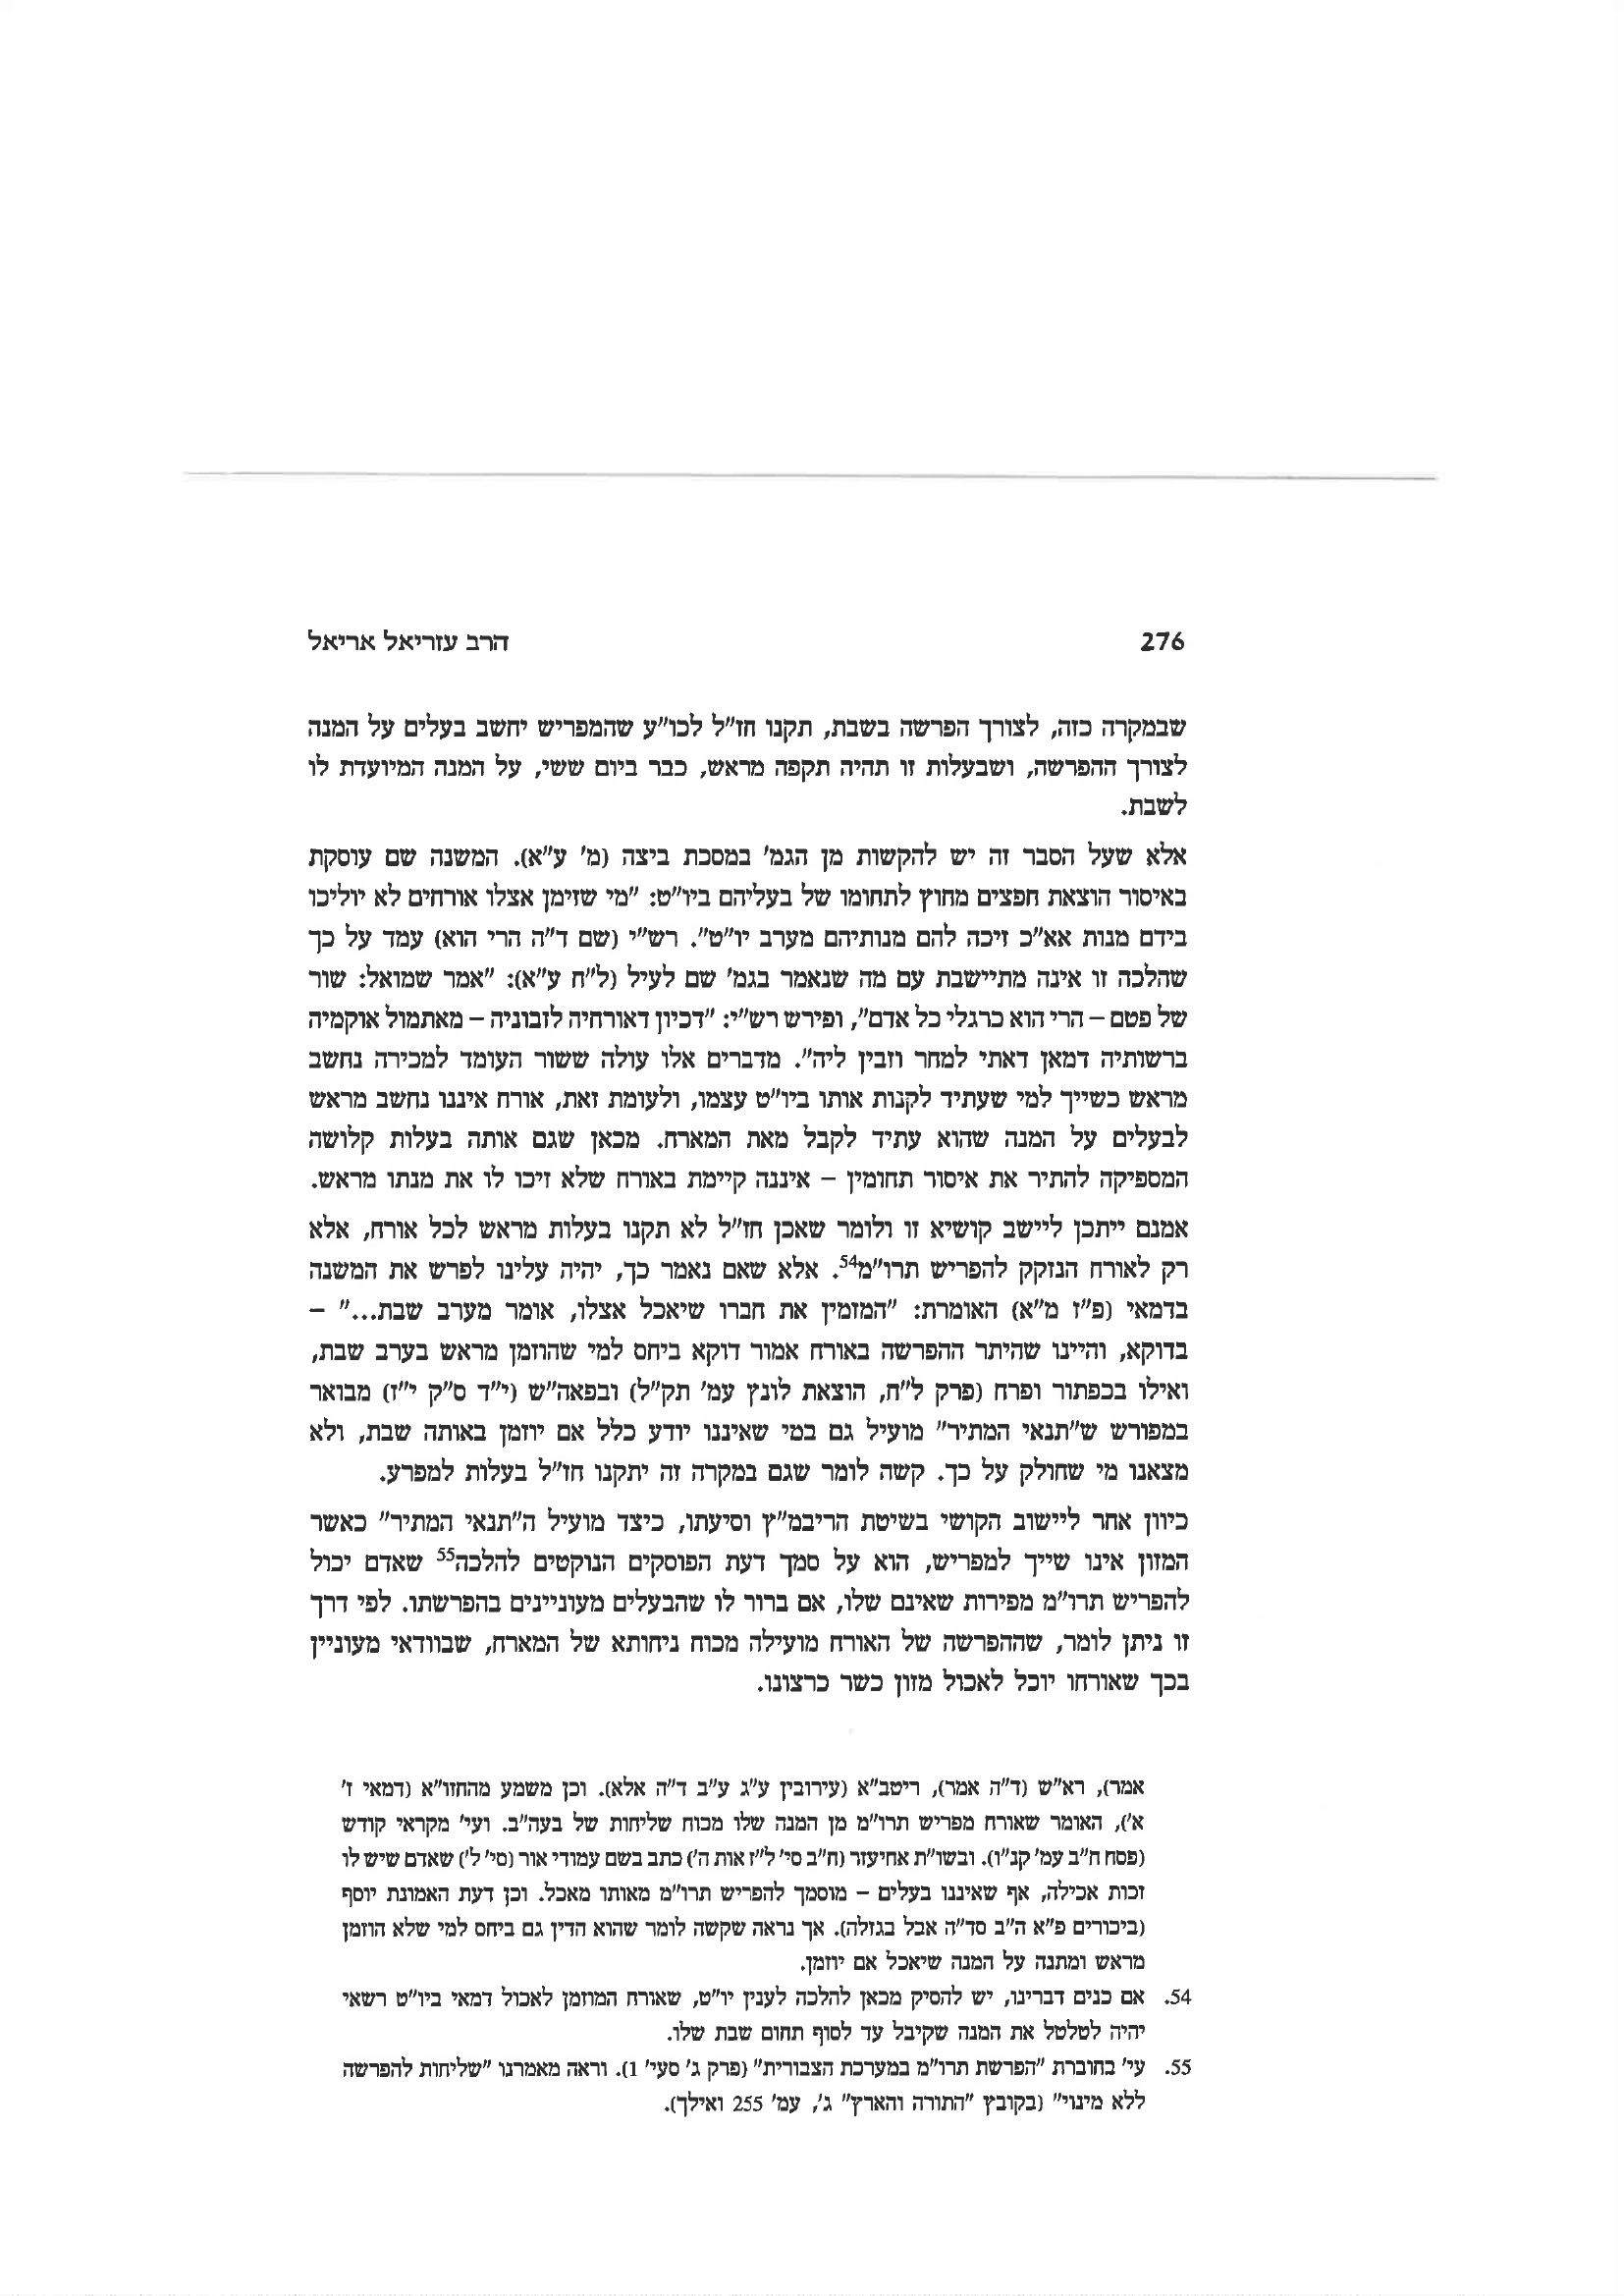 276 הרב עזריאל אריאל
שבמקרה כזה, לצורך הפרשה בשבת, תקנו חז"ל לכו"ע שהמפריש יחשב בעלים על המנה
לצורך ההפרשה, ושבעלות זו תהיה תקפה מראש, כבר ביום ששי, על המנה המיועדת לו
לשבת.
אלא שעל הסבר זה יש להקשות מן הגמ' במסכת ביצה (מ' ע"א). המשנה שם עוסקת
באיסור הוצאת חפצים מחוץ לתחומו של בעליהם ביו"ט: "מי שזימן אצלו אורחים לא יוליכו
בידם מנות אא"כ זיכה להם מנותיהם מערב יו"ט". רש"י (שם ד"ה הרי הוא) עמד על כך
שהלכה זו אינה מתיישבת עם מה שנאמר בגמ' שם לעיל (ל"ח ע"א): "אמר שמואל: שור
של פטם – הרי הוא כרגלי כל אדם", ופירש רש"י: "דכיון דאורחיה לזבוניה – מאתמול אוקמיה
ברשותיה דמאן דאתי למחר וזבין ליה". מדברים אלו עולה ששור העומד למכירה נחשב
מראש כשייך למי שעתיד לקנות אותו ביו"ט עצמו, ולעומת זאת, אורח איננו נחשב מראש
לבעלים על המנה שהוא עתיד לקבל מאת המארח. מכאן שגם אותה בעלות קלושה
המספיקה להתיר את איסור תחומין – איננה קיימת באורח שלא זיכו לו את מנתו מראש.
אמנם ייתכן ליישב קושיא זו ולומר שאכן חז"ל לא תקנו בעלות מראש לכל אורח, אלא
רק לאורח הנזקק להפריש תרו"מ54. אלא שאם נאמר כך, יהיה עלינו לפרש את המשנה
בדמאי (פ"ז מ"א) האומרת: "המזמין את חברו שיאכל אצלו, אומר מערב שבת..." –
בדוקא, והיינו שהיתר ההפרשה באורח אמור דוקא ביחס למי שהוזמן מראש בערב שבת,
ואילו בכפתור ופרח (פרק ל"ח, הוצאת לונץ עמ' תק"ל) ובפאה"ש (י"ד ס"ק י"ז) מבואר
במפורש ש"תנאי המתיר" מועיל גם במי שאיננו יודע כלל אם יוזמן באותה שבת, ולא
מצאנו מי שחולק על כך. קשה לומר שגם במקרה זה יתקנו חז"ל בעלות למפרע.
כיוון אחר ליישוב הקושי בשיטת הריבמ"ץ וסיעתו, כיצד מועיל ה"תנאי המתיר" כאשר
המזון אינו שייך למפריש, הוא על סמך דעת הפוסקים הנוקטים להלכה55 שאדם יכול
להפריש תרו"מ מפירות שאינם שלו, אם ברור לו שהבעלים מעוניינים בהפרשתו. לפי דרך
זו ניתן לומר, שההפרשה של האורח מועילה מכוח ניחותא של המארח, שבוודאי מעוניין
בכך שאורחו יוכל לאכול מזון כשר כרצונו.
אמר), רא"ש (ד"ה אמר), ריטב"א (עירובין ע"ג ע"ב ד"ה אלא). וכן משמע מהחזו"א (דמאי ז'
א'), האומר שאורח מפריש תרו"מ מן המנה שלו מכוח שליחות של בעה"ב. ועי' מקראי קודש
(פסח ח"ב עמ' קנ"ו). ובשו"ת אחיעזר (ח"ב סי' ל"ז אות ה') כתב בשם עמודי אור (סי' ל') שאדם שיש לו
זכות אכילה, אף שאיננו בעלים – מוסמך להפריש תרו"מ מאותו מאכל. וכן דעת האמונת יוסף
(ביכורים פ"א ה"ב סד"ה אבל בגזלה). אך נראה שקשה לומר שהוא הדין גם ביחס למי שלא הוזמן
מראש ומתנה על המנה שיאכל אם יוזמן.
54. אם כנים דברינו, יש להסיק מכאן להלכה לענין יו"ט, שאורח המוזמן לאכול דמאי ביו"ט רשאי
יהיה לטלטל את המנה שקיבל עד לסוף תחום שבת שלו.
55. עי' בחוברת "הפרשת תרו"מ במערכת הצבורית" (פרק ג' סעי' 1). וראה מאמרנו "שליחות להפרשה
ללא מינוי" (בקובץ "התורה והארץ" ג', עמ' 255 ואילך).